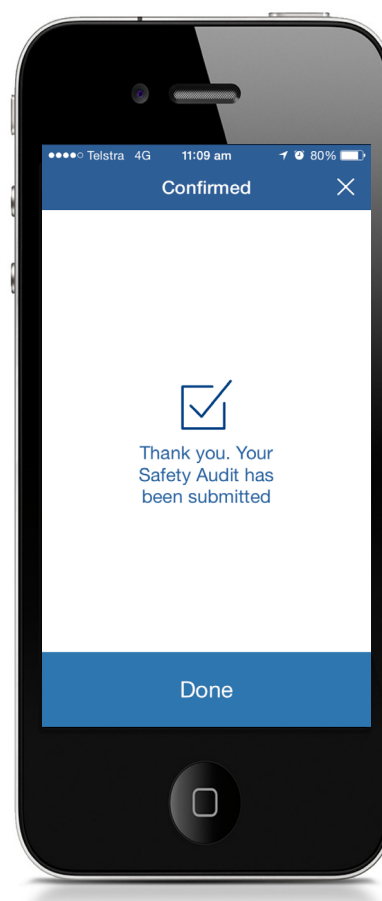 Telstra 4G 11:09 am 80%
Confirmed
Thank you. Your
Safety Audit has
been submitted
Done